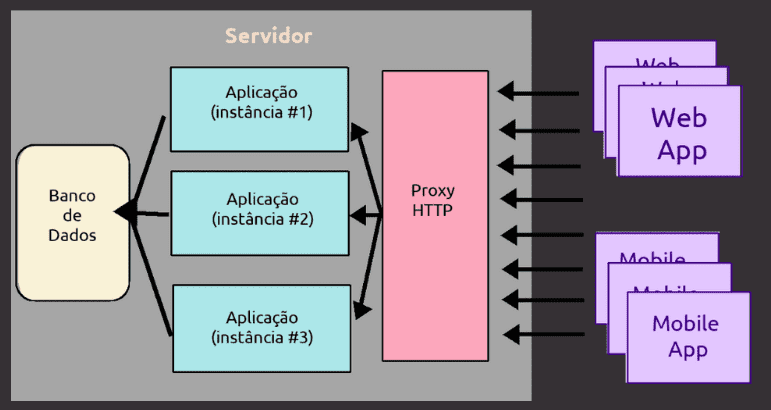 Servidor
Aplicação
(instância #1)
Aplicação
(instância #2)
Aplicação
(instância #3)
Banco
de
Dados
Proxy
HTTP
Web
Web
Web
App
Mobile
Mobile
Mobile
App